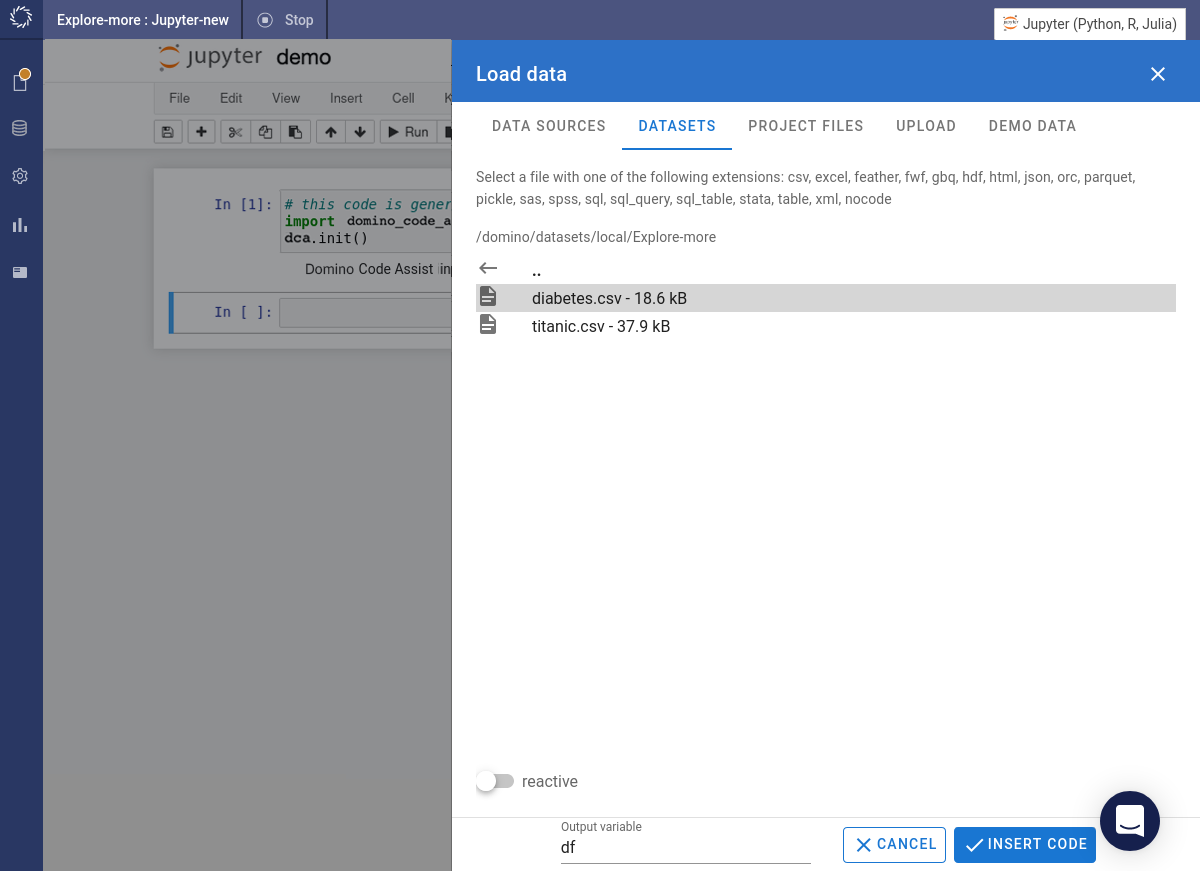 Explore-more : Jupyter-new
Stop
Jupyter (Python, R, Julia)
jupyter demo
File Edit View Insert Cell
Run
In [1]: # this code is gener
import domino_code_a
dca.init()
Domino Code Assist inp
In [ ]:
Load data
DATA SOURCES DATASETS PROJECT FILES UPLOAD DEMO DATA
Select a file with one of the following extensions: csv, excel, feather, fwf, gbq, hdf, html, json, orc, parquet,
pickle, sas, spss, sql, sql_query, sql_table, stata, table, xml, nocode
/domino/datasets/local/Explore-more
..
diabetes.csv - 18.6 kB
titanic.csv - 37.9 kB
reactive
Output variable
df
CANCEL
INSERT CODE